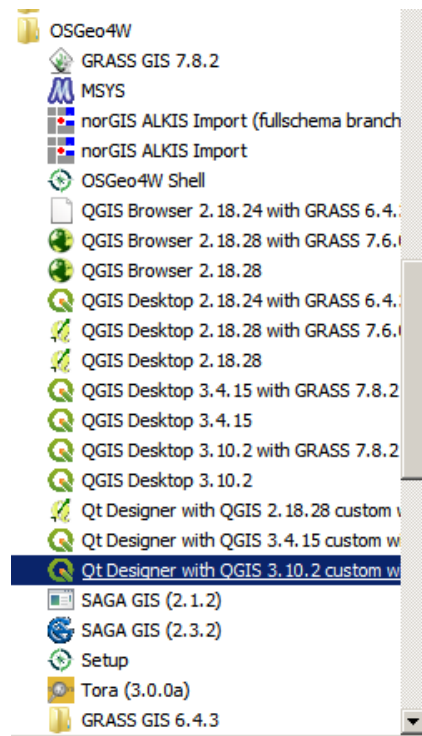 OSGeo4W
GRASS GIS 7.8.2
MSYS
norGIS ALKIS Import (fullschema branch
norGIS ALKIS Import
OSGeo4W Shell
QGIS Browser 2.18.24 with GRASS 6.4.
QGIS Browser 2.18.28 with GRASS 7.6.
QGIS Browser 2.18.28
QGIS Desktop 2.18.24 with GRASS 6.4.
QGIS Desktop 2.18.28 with GRASS 7.6.
QGIS Desktop 2.18.28
QGIS Desktop 3.4.15 with GRASS 7.8.2
QGIS Desktop 3.4.15
QGIS Desktop 3.10.2 with GRASS 7.8.2
QGIS Desktop 3.10.2
Qt Designer with QGIS 2.18.28 custom
Qt Designer with QGIS 3.4.15 custom w
Qt Designer with QGIS 3.10.2 custom w
SAGA GIS (2.1.2)
SAGA GIS (2.3.2)
Setup
Tora (3.0.0a)
GRASS GIS 6.4.3